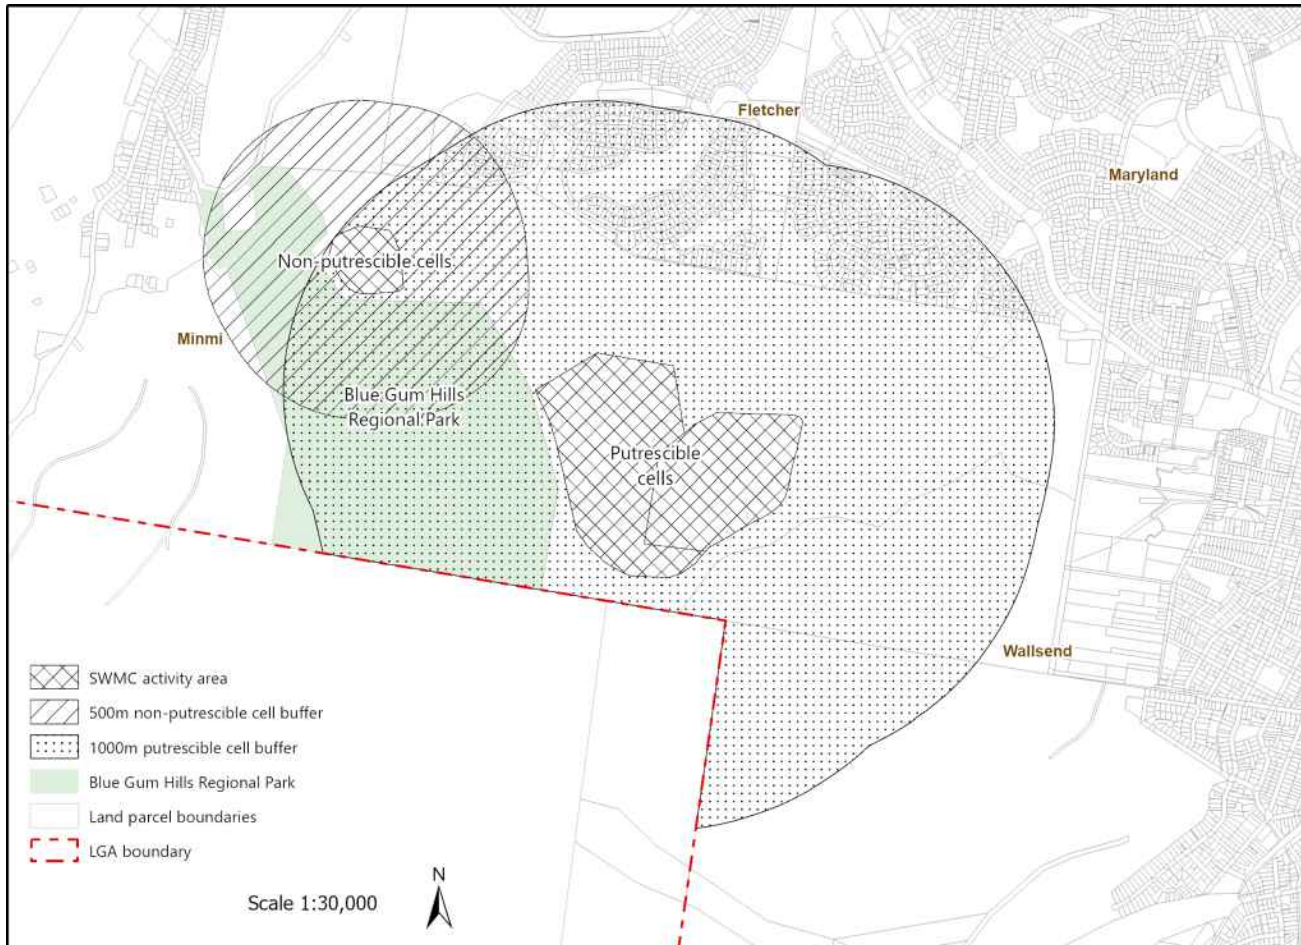 Fletcher
Maryland
Non-putrescible cells
Minmi
Blue Gum Hills
Regional Park
Putrescible
cells
Wallsend
SWMC activity area
500m non-putrescible cell buffer
1000m putrescible cell buffer
Blue Gum Hills Regional Park
Land parcel boundaries
LGA boundary
N
Scale 1:30,000